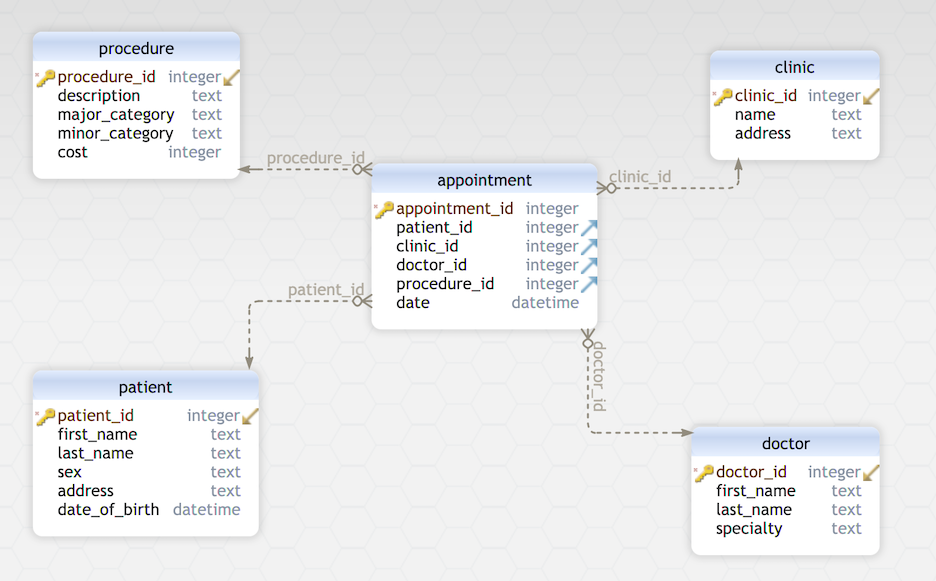 procedure
procedure_id integer
description text
major_category text
minor_category text
cost integer
clinic
clinic_id integer
name text
address text
procedure_id
clinic_id
appointment
appointment_id integer
patient_id integer
clinic_id integer
doctor_id integer
procedure_id integer
date datetime
patient_id
doctor_id
patient
patient_id integer
first_name text
last_name text
sex text
address text
date_of_birth datetime
doctor
doctor_id integer
first_name text
last_name text
specialty text